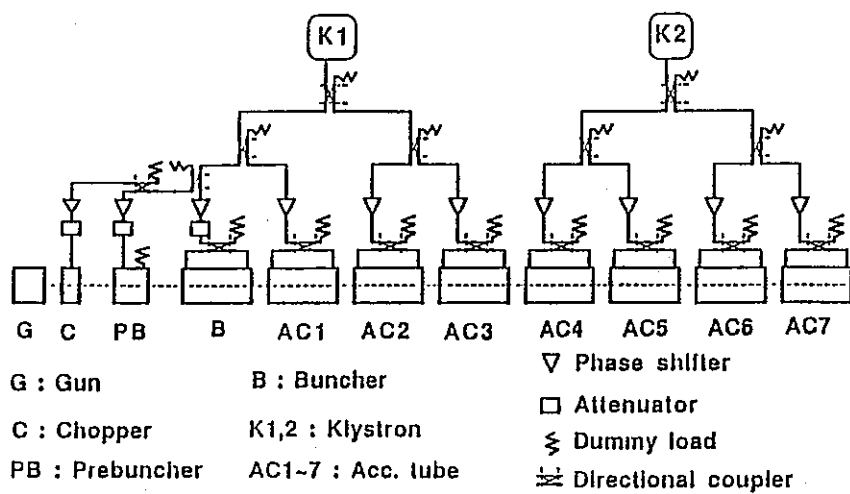 K1 K2
G C PB B AC1 AC2 AC3 AC4 AC5 AC6 AC7
G : Gun B : Buncher Phase shifter
C : Chopper K1,2 : Klystron Attenuator
PB : Prebuncher AC1~7 : Acc. tube Dummy load
Directional coupler